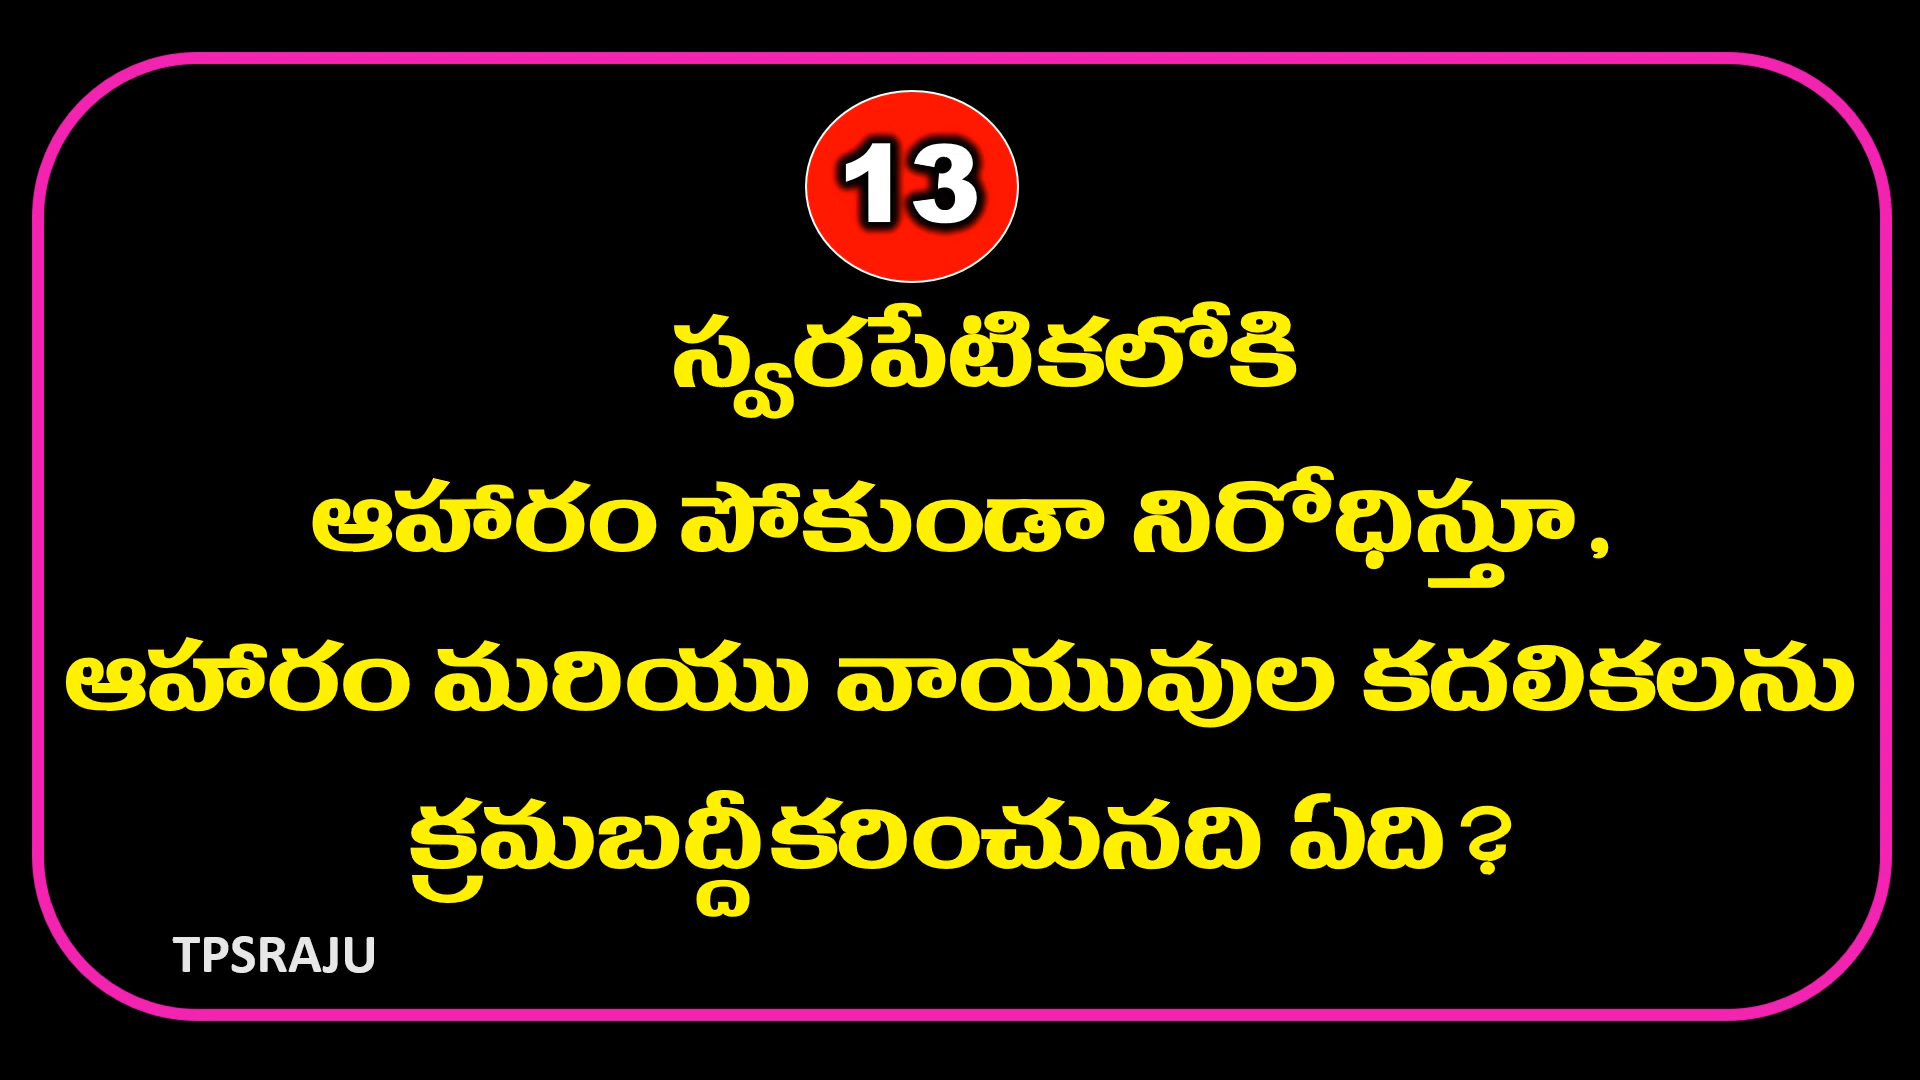 13
స్వరపేటికలోకి
ఆహారం పోకుండా నిరోధిస్తూ,
ఆహారం మరియు వాయువుల కదలికలను
క్రమబద్దీకరించునది ఏది?
TPSRAJU